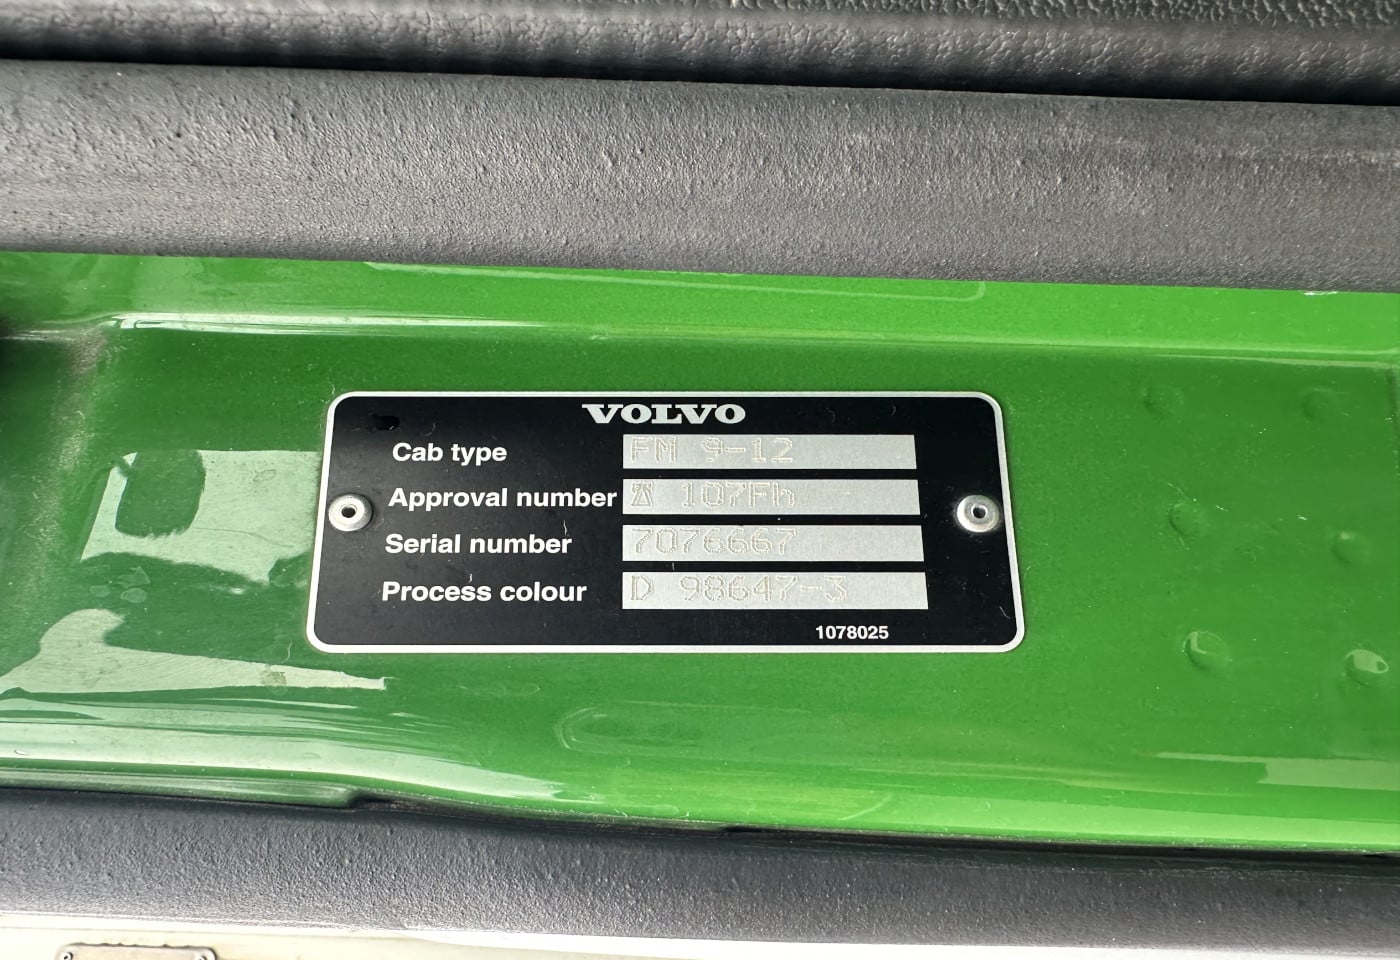 VOLVO
Cab type FM 9-12
Approval number 107Fh
Serial number 7076667
Process colour D 98647-3
1078025